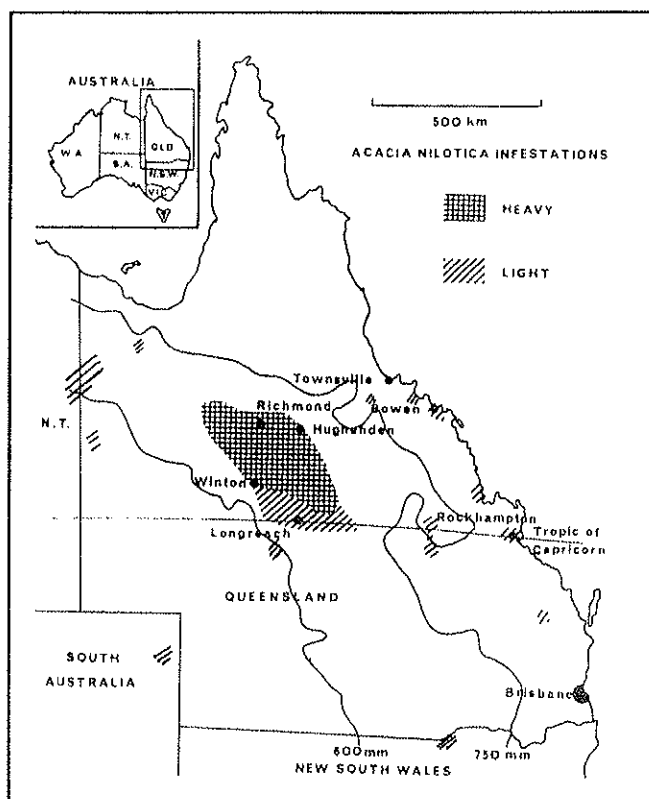 AUSTRALIA
W.A.
N.T.
QLD
S.A.
N.S.W.
VIC
500 km
ACACIA NILOTICA INFESTATIONS
HEAVY
LIGHT
Townsville
Richmond
Bowen
Hughenden
N.T.
Winton
Rockhampton
Longreach
Tropic of
Capricorn
QUEENSLAND
SOUTH
AUSTRALIA
Brisbane
600mm
750 mm
NEW SOUTH WALES